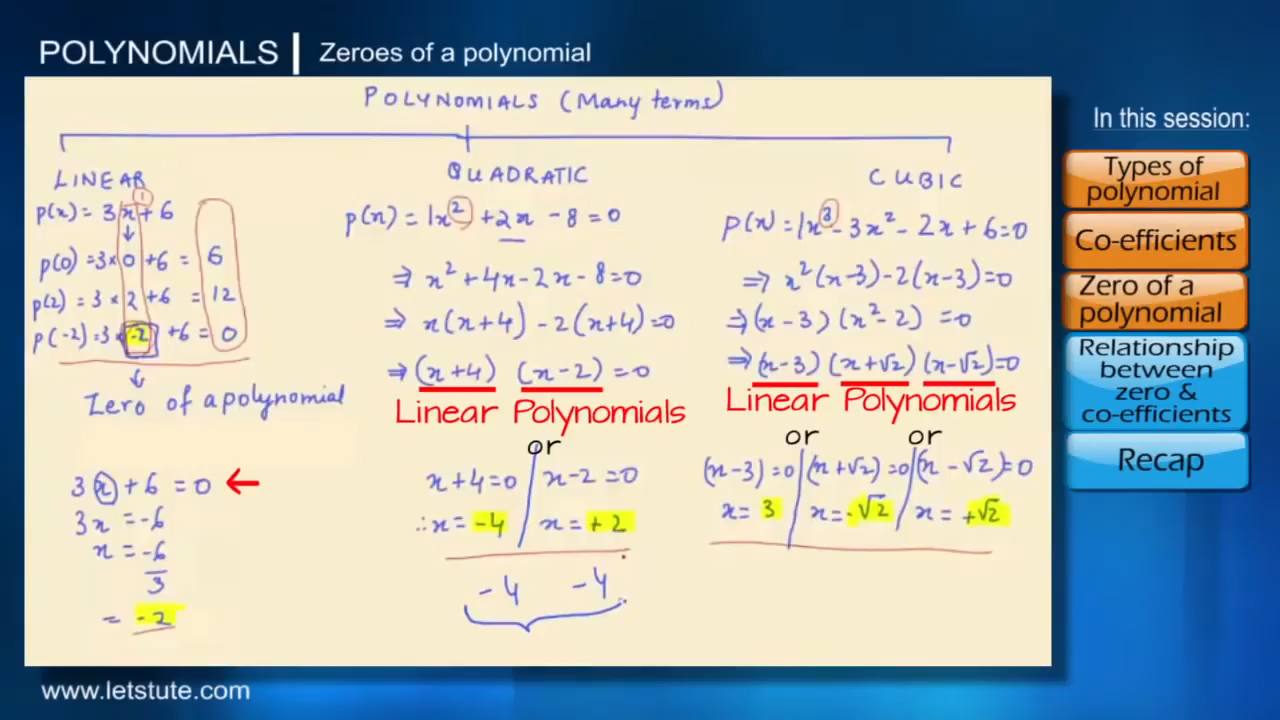 POLYNOMIALS | Zeroes of a polynomial
POLYNOMIALS (Many terms)
LINEAR
p(x) = 3x¹ + 6
p(0) = 3 × 0 + 6 = 6
p(2) = 3 × 2 + 6 = 12
p(-2) = 3 × -2 + 6 = 0
Zero of a polynomial
3x + 6 = 0 ←
3x = -6
x = -6/3
= -2
QUADRATIC
p(x) = 1x² + 2x - 8 = 0
⇒ x² + 4x - 2x - 8 = 0
⇒ x(x+4) - 2(x+4) = 0
⇒ (x+4) (x-2) = 0
Linear Polynomials
or
x+4=0 / x-2=0
∴ x = -4 / x = +2
-4 -4
CUBIC
p(x) = 1x³ - 3x² - 2x + 6 = 0
⇒ x²(x-3) - 2(x-3) = 0
⇒ (x-3) (x²-2) = 0
⇒ (x-3) (x+√2) (x-√2) = 0
Linear Polynomials
or or
(x-3)=0 / (x+√2)=0 / (x-√2)=0
x = 3 / x = -√2 / x = +√2
In this session:
Types of
polynomial
Co-efficients
Zero of a
polynomial
Relationship
between
zero &
co-efficients
Recap
www.letstute.com